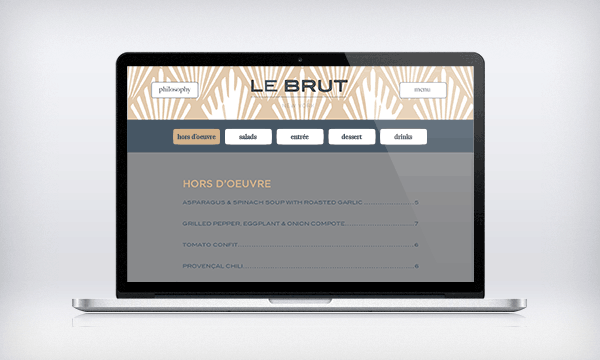 philosophy
LE BRUT
menu
hors d'oeuvre
salads
entrée
dessert
drinks
HORS D'OEUVRE
ASPARAGUS & SPINACH SOUP WITH ROASTED GARLIC 5
GRILLED PEPPER, EGGPLANT & ONION COMPOTE 7
TOMATO CONFIT 6
PROVENÇAL CHILI 6